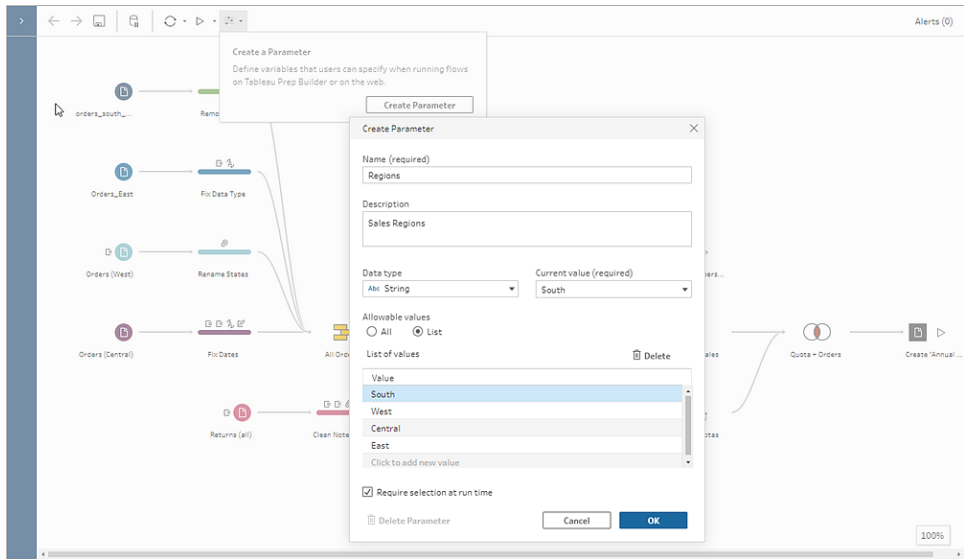 Alerts (0)
Create a Parameter
Define variables that users can specify when running flows
on Tableau Prep Builder or on the web.
Create Parameter
orders_south_...
Remo
Orders_East
Fix Data Type
Orders (West)
Rename States
Orders (Central)
Fix Dates
All Orde
Returns (all)
Clean Note
Create Parameter
Name (required)
Regions
Description
Sales Regions
Data type
Current value (required)
Abc String
South
Allowable values
All
List
List of values
Delete
Value
South
West
Central
East
Click to add new value
Require selection at run time
Delete Parameter
Cancel
OK
pers...
ales
otas
Quota + Orders
Create "Annual ...
100%